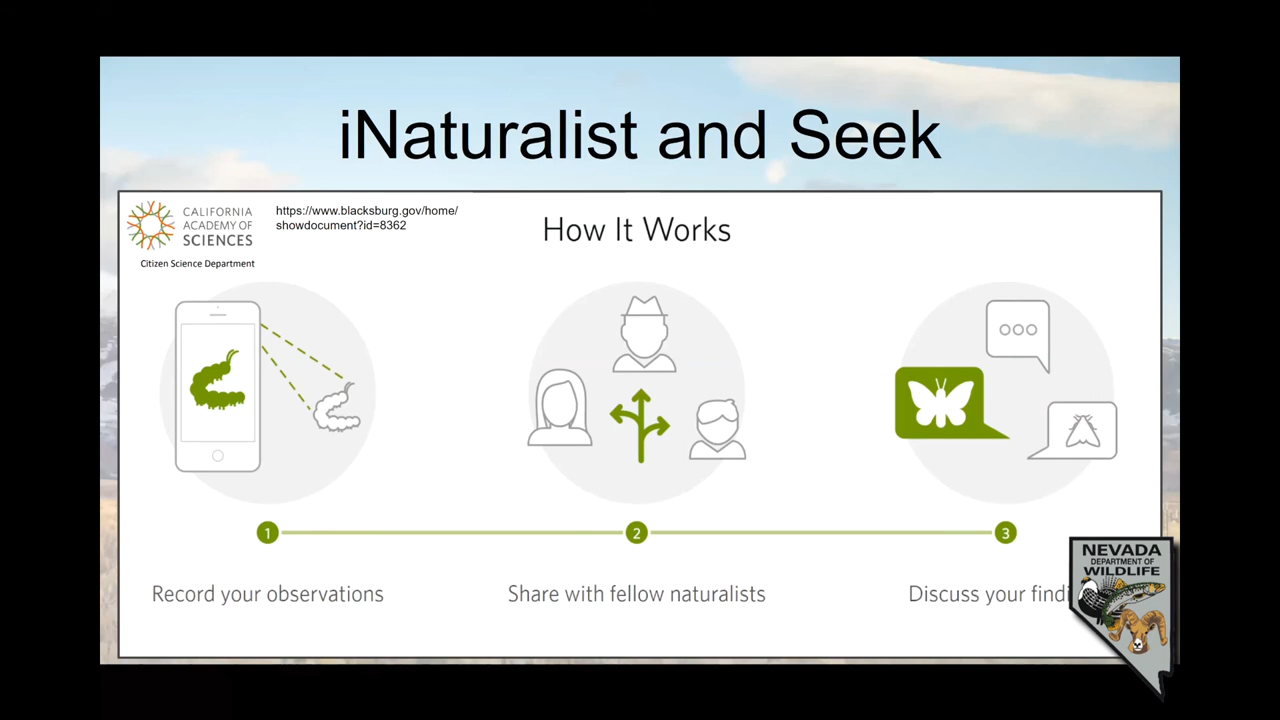 iNaturalist and Seek
CALIFORNIA
ACADEMY OF
SCIENCES
Citizen Science Department
https://www.blacksburg.gov/home/
showdocument?id=8362
How It Works
1
2
3
Record your observations
Share with fellow naturalists
Discuss your
NEVADA
DEPARTMENT OF
WILDLIFE